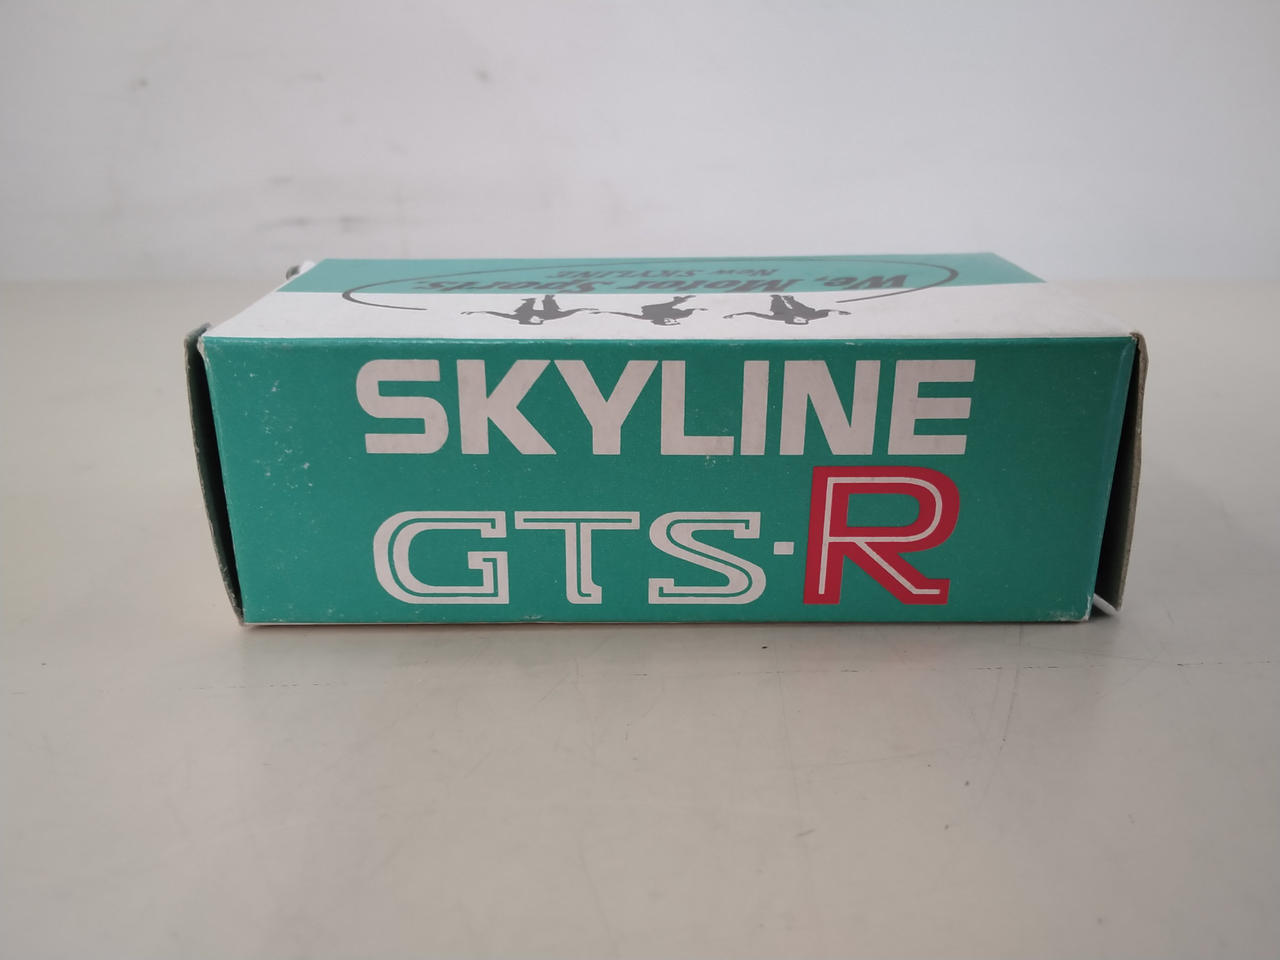 We, Motor Sports.
New SKYLINE
SKYLINE
GTS-R